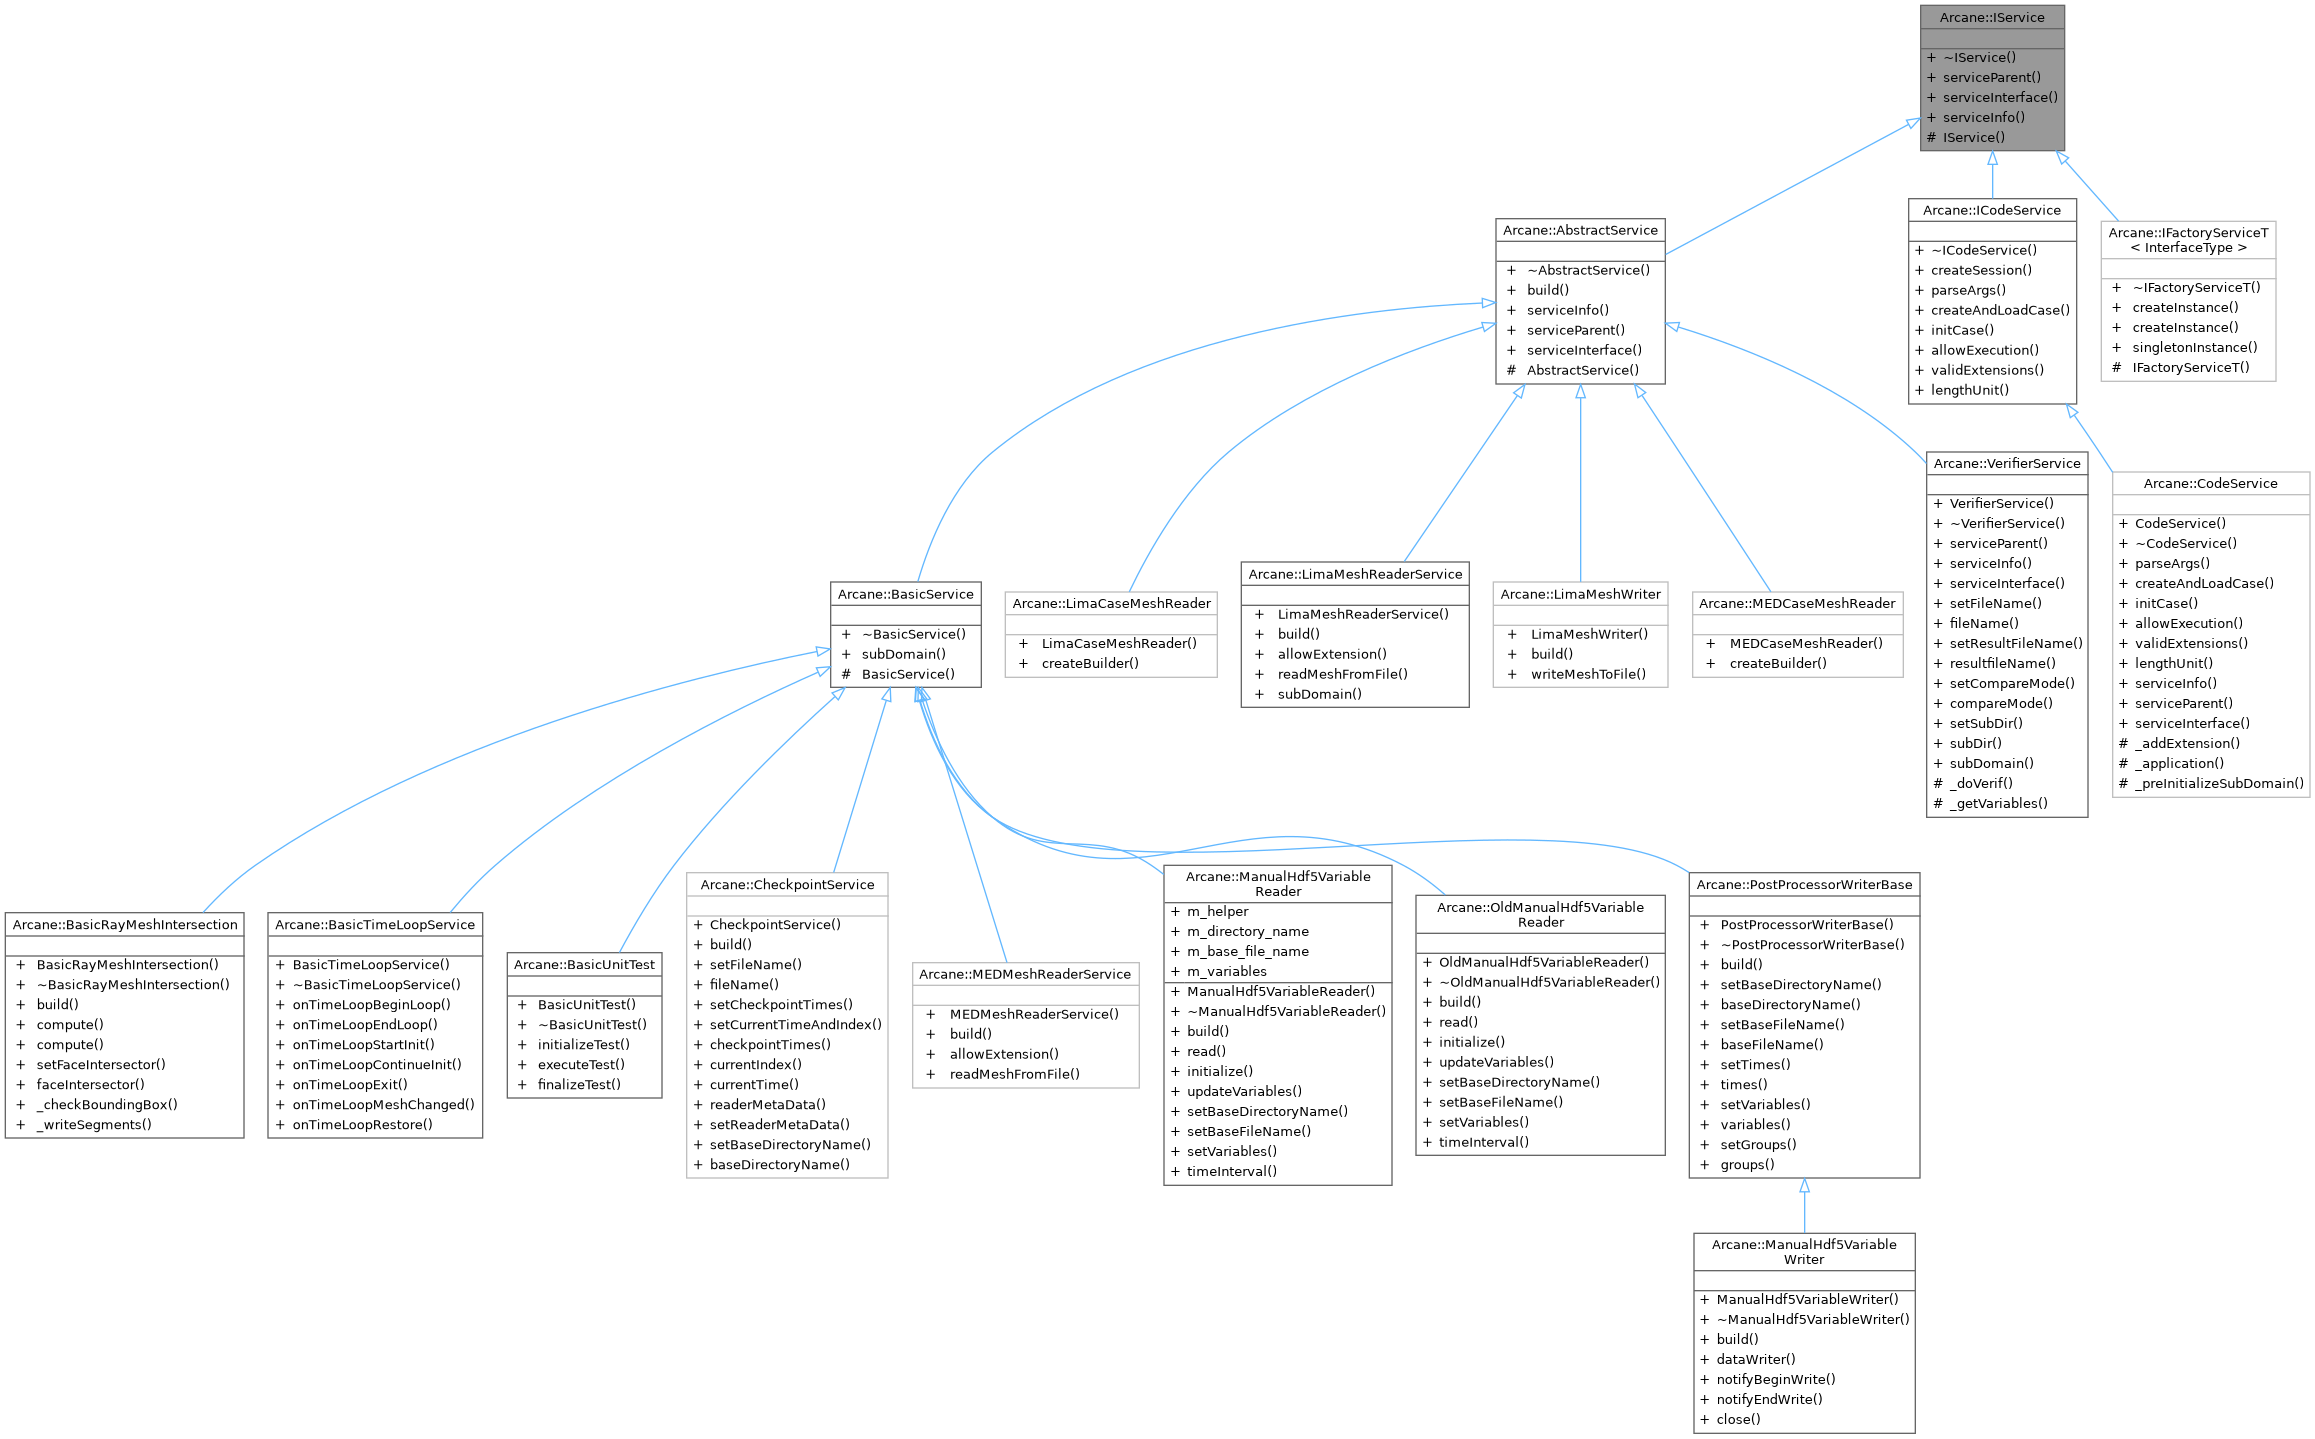 Arcane::IService
+ ~IService()
+ serviceParent()
+ serviceInterface()
+ serviceInfo()
# IService()
Arcane::AbstractService
+ ~AbstractService()
+ build()
+ serviceInfo()
+ serviceParent()
+ serviceInterface()
# AbstractService()
Arcane::ICodeService
+ ~ICodeService()
+ createSession()
+ parseArgs()
+ createAndLoadCase()
+ initCase()
+ allowExecution()
+ validExtensions()
+ lengthUnit()
Arcane::IFactoryServiceT
< InterfaceType >
+ ~IFactoryServiceT()
+ createInstance()
+ createInstance()
+ singletonInstance()
# IFactoryServiceT()
Arcane::BasicService
+ ~BasicService()
+ subDomain()
# BasicService()
Arcane::LimaCaseMeshReader
+ LimaCaseMeshReader()
+ createBuilder()
Arcane::LimaMeshReaderService
+ LimaMeshReaderService()
+ build()
+ allowExtension()
+ readMeshFromFile()
+ subDomain()
Arcane::LimaMeshWriter
+ LimaMeshWriter()
+ build()
+ writeMeshToFile()
Arcane::MEDCaseMeshReader
+ MEDCaseMeshReader()
+ createBuilder()
Arcane::VerifierService
+ VerifierService()
+ ~VerifierService()
+ serviceParent()
+ serviceInfo()
+ serviceInterface()
+ setFileName()
+ fileName()
+ setResultFileName()
+ resultfileName()
+ setCompareMode()
+ compareMode()
+ setSubDir()
+ subDir()
+ subDomain()
# _doVerif()
# _getVariables()
Arcane::CodeService
+ CodeService()
+ ~CodeService()
+ parseArgs()
+ createAndLoadCase()
+ initCase()
+ allowExecution()
+ validExtensions()
+ lengthUnit()
+ serviceInfo()
+ serviceParent()
+ serviceInterface()
# _addExtension()
# _application()
# _preInitializeSubDomain()
Arcane::BasicRayMeshIntersection
+ BasicRayMeshIntersection()
+ ~BasicRayMeshIntersection()
+ build()
+ compute()
+ compute()
+ setFaceIntersector()
+ faceIntersector()
+ _checkBoundingBox()
+ _writeSegments()
Arcane::BasicTimeLoopService
+ BasicTimeLoopService()
+ ~BasicTimeLoopService()
+ onTimeLoopBeginLoop()
+ onTimeLoopEndLoop()
+ onTimeLoopStartInit()
+ onTimeLoopContinueInit()
+ onTimeLoopExit()
+ onTimeLoopMeshChanged()
+ onTimeLoopRestore()
Arcane::BasicUnitTest
+ BasicUnitTest()
+ ~BasicUnitTest()
+ initializeTest()
+ executeTest()
+ finalizeTest()
Arcane::CheckpointService
+ CheckpointService()
+ build()
+ setFileName()
+ fileName()
+ setCheckpointTimes()
+ setCurrentTimeAndIndex()
+ checkpointTimes()
+ currentIndex()
+ currentTime()
+ readerMetaData()
+ setReaderMetaData()
+ setBaseDirectoryName()
+ baseDirectoryName()
Arcane::MEDMeshReaderService
+ MEDMeshReaderService()
+ build()
+ allowExtension()
+ readMeshFromFile()
Arcane::ManualHdf5Variable
Reader
+ m_helper
+ m_directory_name
+ m_base_file_name
+ m_variables
+ ManualHdf5VariableReader()
+ ~ManualHdf5VariableReader()
+ build()
+ read()
+ initialize()
+ updateVariables()
+ setBaseDirectoryName()
+ setBaseFileName()
+ setVariables()
+ timeInterval()
Arcane::OldManualHdf5Variable
Reader
+ OldManualHdf5VariableReader()
+ ~OldManualHdf5VariableReader()
+ build()
+ read()
+ initialize()
+ updateVariables()
+ setBaseDirectoryName()
+ setBaseFileName()
+ setVariables()
+ timeInterval()
Arcane::PostProcessorWriterBase
+ PostProcessorWriterBase()
+ ~PostProcessorWriterBase()
+ build()
+ setBaseDirectoryName()
+ baseDirectoryName()
+ setBaseFileName()
+ baseFileName()
+ setTimes()
+ times()
+ setVariables()
+ variables()
+ setGroups()
+ groups()
Arcane::ManualHdf5Variable
Writer
+ ManualHdf5VariableWriter()
+ ~ManualHdf5VariableWriter()
+ build()
+ dataWriter()
+ notifyBeginWrite()
+ notifyEndWrite()
+ close()